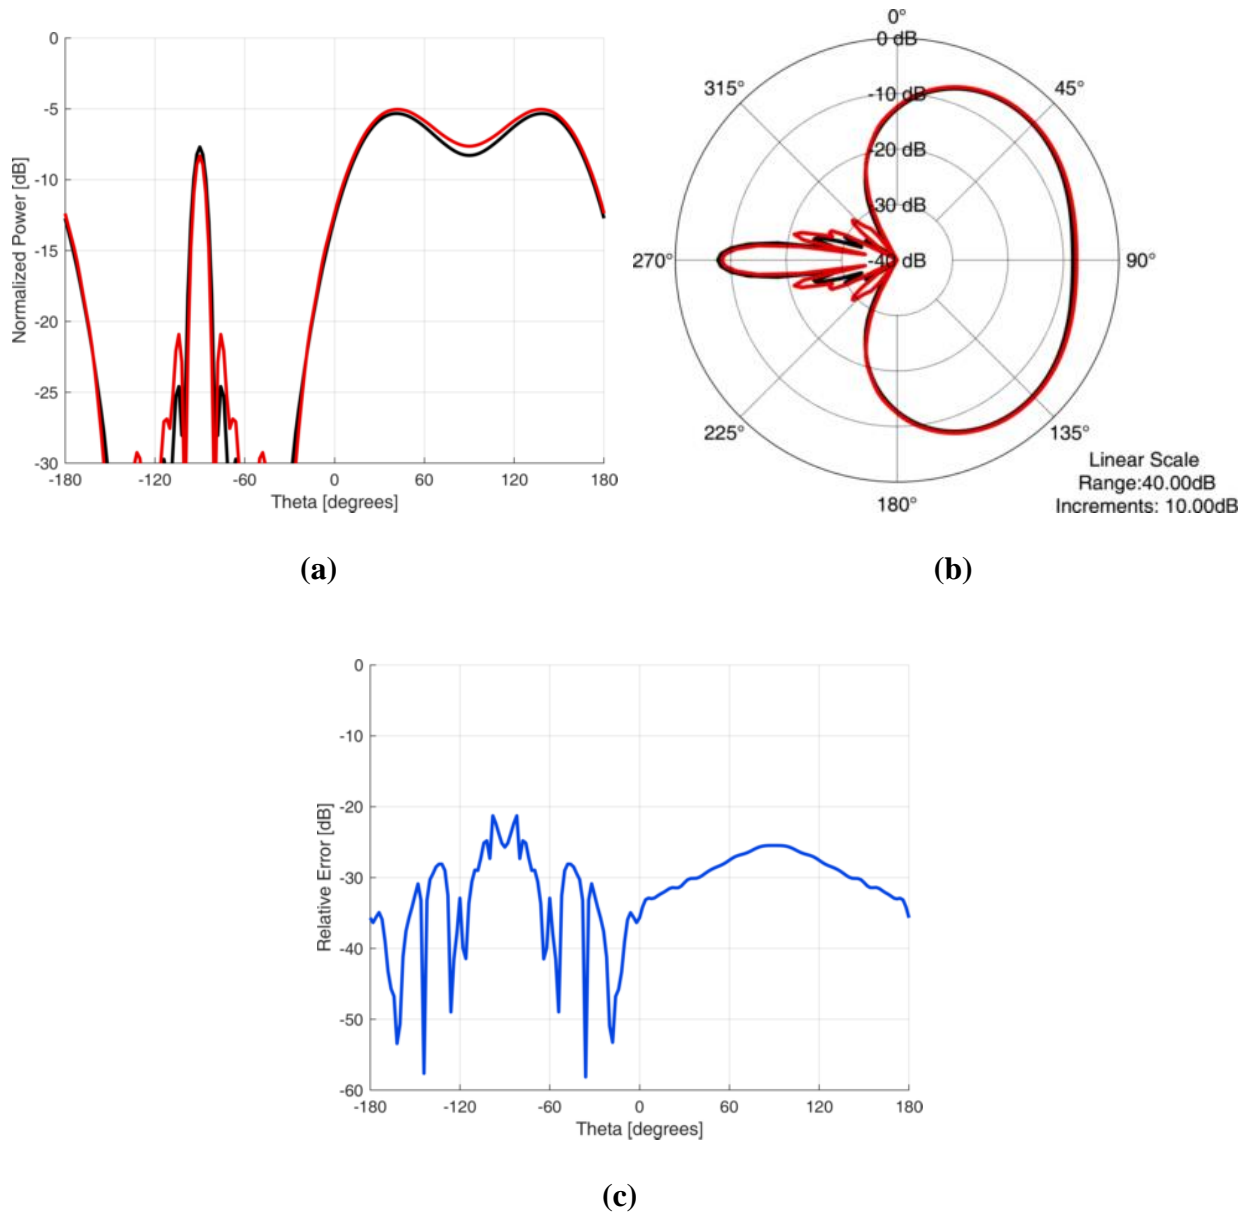 0
-5
-10
-15
-20
-25
-30
Normalized Power [dB]
-180 -120 -60 0 60 120 180
Theta [degrees]
(a)
0°
0 dB
315° 45°
-10 dB
-20 dB
-30 dB
270° -40 dB 90°
225° 135°
180°
Linear Scale
Range:40.00dB
Increments: 10.00dB
(b)
0
-10
-20
-30
-40
-50
-60
Relative Error [dB]
-180 -120 -60 0 60 120 180
Theta [degrees]
(c)